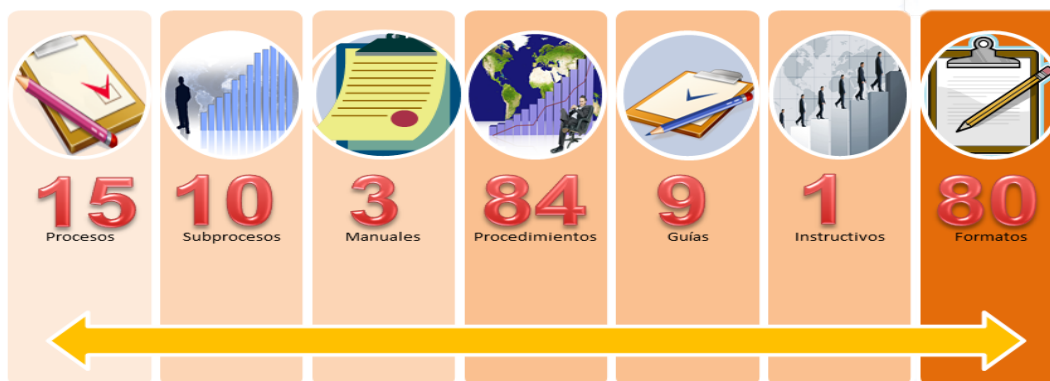 15
Procesos
10
Subprocesos
3
Manuales
84
Procedimientos
9
Guías
1
Instructivos
80
Formatos